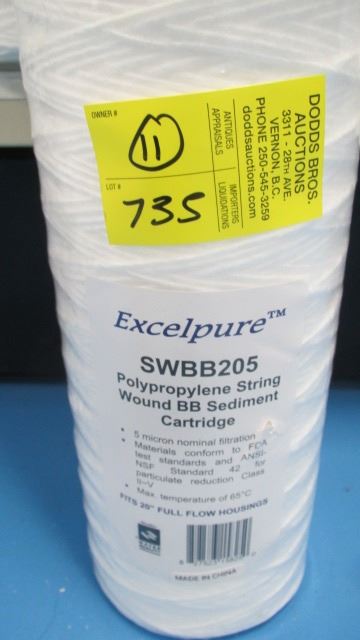 OWNER #
11
LOT #
735
ANTIQUES
APPRAISALS
IMPORTERS
LIQUIDATIONS
DODDS BROS.
AUCTIONS
3311 - 28TH AVE.
VERNON, B.C.
PHONE 250-545-3259
doddsauctions.com
Excelpure™
SWBB205
Polypropylene String
Wound BB Sediment
Cartridge
• 5 micron nominal filtration
• Materials conform to FDA
test standards and ANSI-
NSF Standard 42 for
particulate reduction Class
II-V
• Max. temperature of 65°C
FITS 20" FULL FLOW HOUSINGS
MADE IN CHINA